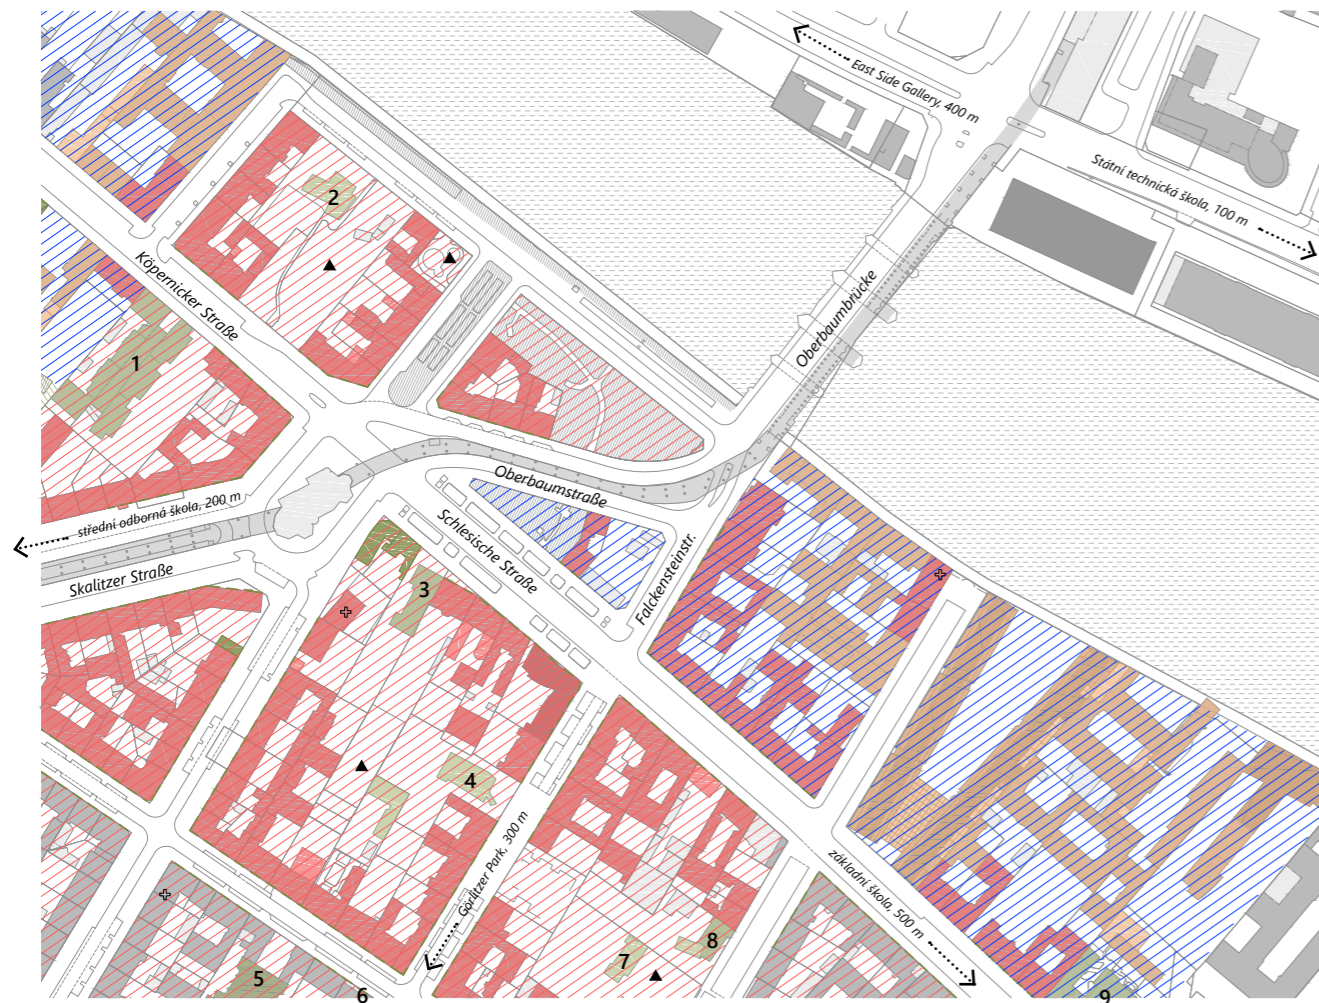 East Side Gallery, 400 m
Státní technická škola, 100 m
2
Köpernicker Straße
Oberbaumbrücke
1
Oberbaumstraße
střední odborná škola, 200 m
Schlesische Straße
Skalitzer Straße
Falckensteinstr.
3
4
Görlitzer Park, 300 m
základní škola, 500 m
8
7
5
6
9